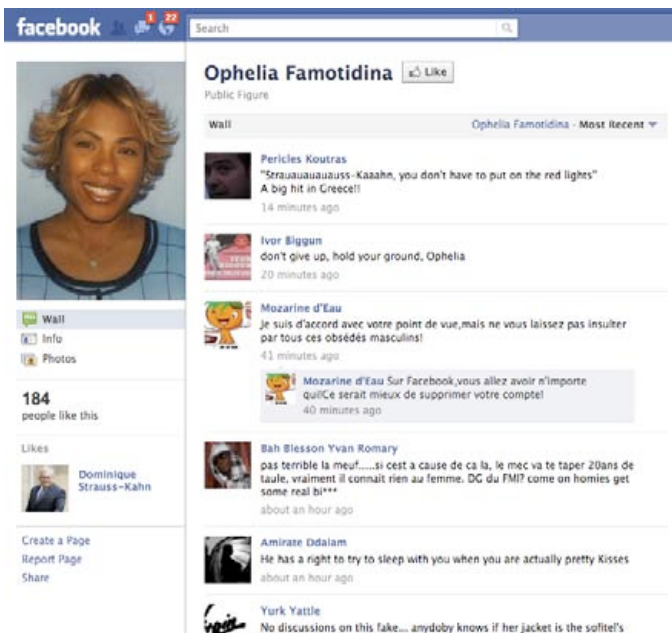 facebook
1
22
Search
Ophelia Famotidina
Like
Public Figure
Wall
Ophelia Famotidina · Most Recent
Pericles Koutras
"Strauauauauauss-Kaaahn, you don't have to put on the red lights"
A big hit in Greece!!
14 minutes ago
Ivor Biggun
don't give up, hold your ground, Ophelia
20 minutes ago
Mozarine d'Eau
Je suis d'accord avec votre point de vue,mais ne vous laissez pas insulter
par tous ces obsédés masculins!
41 minutes ago
Mozarine d'Eau Sur Facebook,vous allez avoir n'importe
qui!Ce serait mieux de supprimer votre compte!
40 minutes ago
Bah Blesson Yvan Romary
pas terrible la meuf.....si cest a cause de ca la, le mec va te taper 20ans de
taule, vraiment il connait rien au femme. DG du FMI? come on homies get
some real bi***
about an hour ago
Amirate Ddalam
He has a right to try to sleep with you when you are actually pretty Kisses
about an hour ago
Yurk Yattle
No discussions on this fake... anydoby knows if her jacket is the sofitel's
Wall
Info
Photos
184
people like this
Likes
Dominique
Strauss-Kahn
Create a Page
Report Page
Share